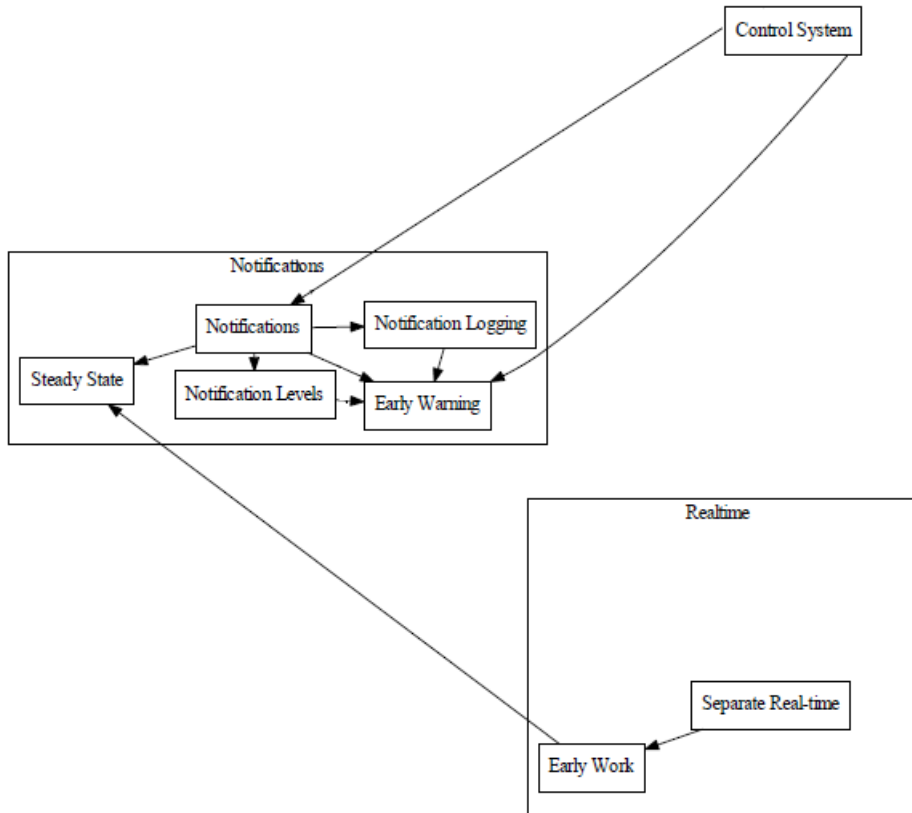 Control System
Notifications
Notifications
Notification Logging
Steady State
Notification Levels
Early Warning
Realtime
Separate Real-time
Early Work